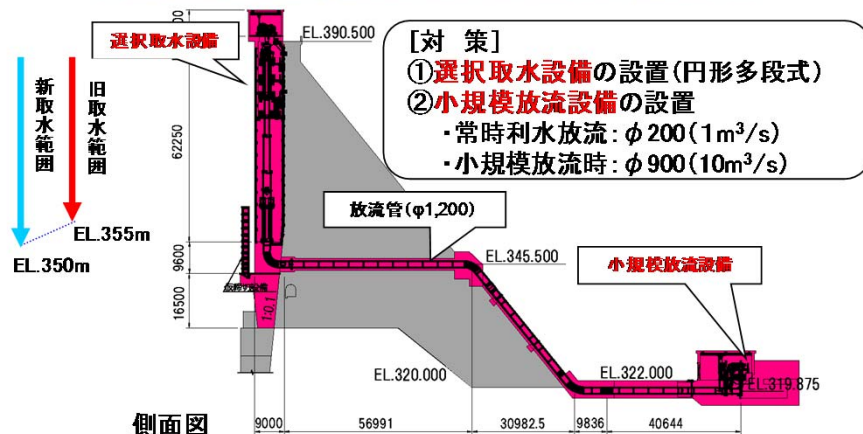 EL.390.500
選択取水設備
[対 策]
①選択取水設備の設置(円形多段式)
②小規模放流設備の設置
・常時利水放流:φ200(1m³/s)
・小規模放流時:φ900(10m³/s)
新取水範囲
旧取水範囲
62250
放流管(φ1,200)
EL.355m
EL.350m
9600
EL.345.500
小規模放流設備
16500
1:0.1
EL.320.000
EL.322.000
EL.319.875
側面図
9000
56991
30982.5
9836
40644